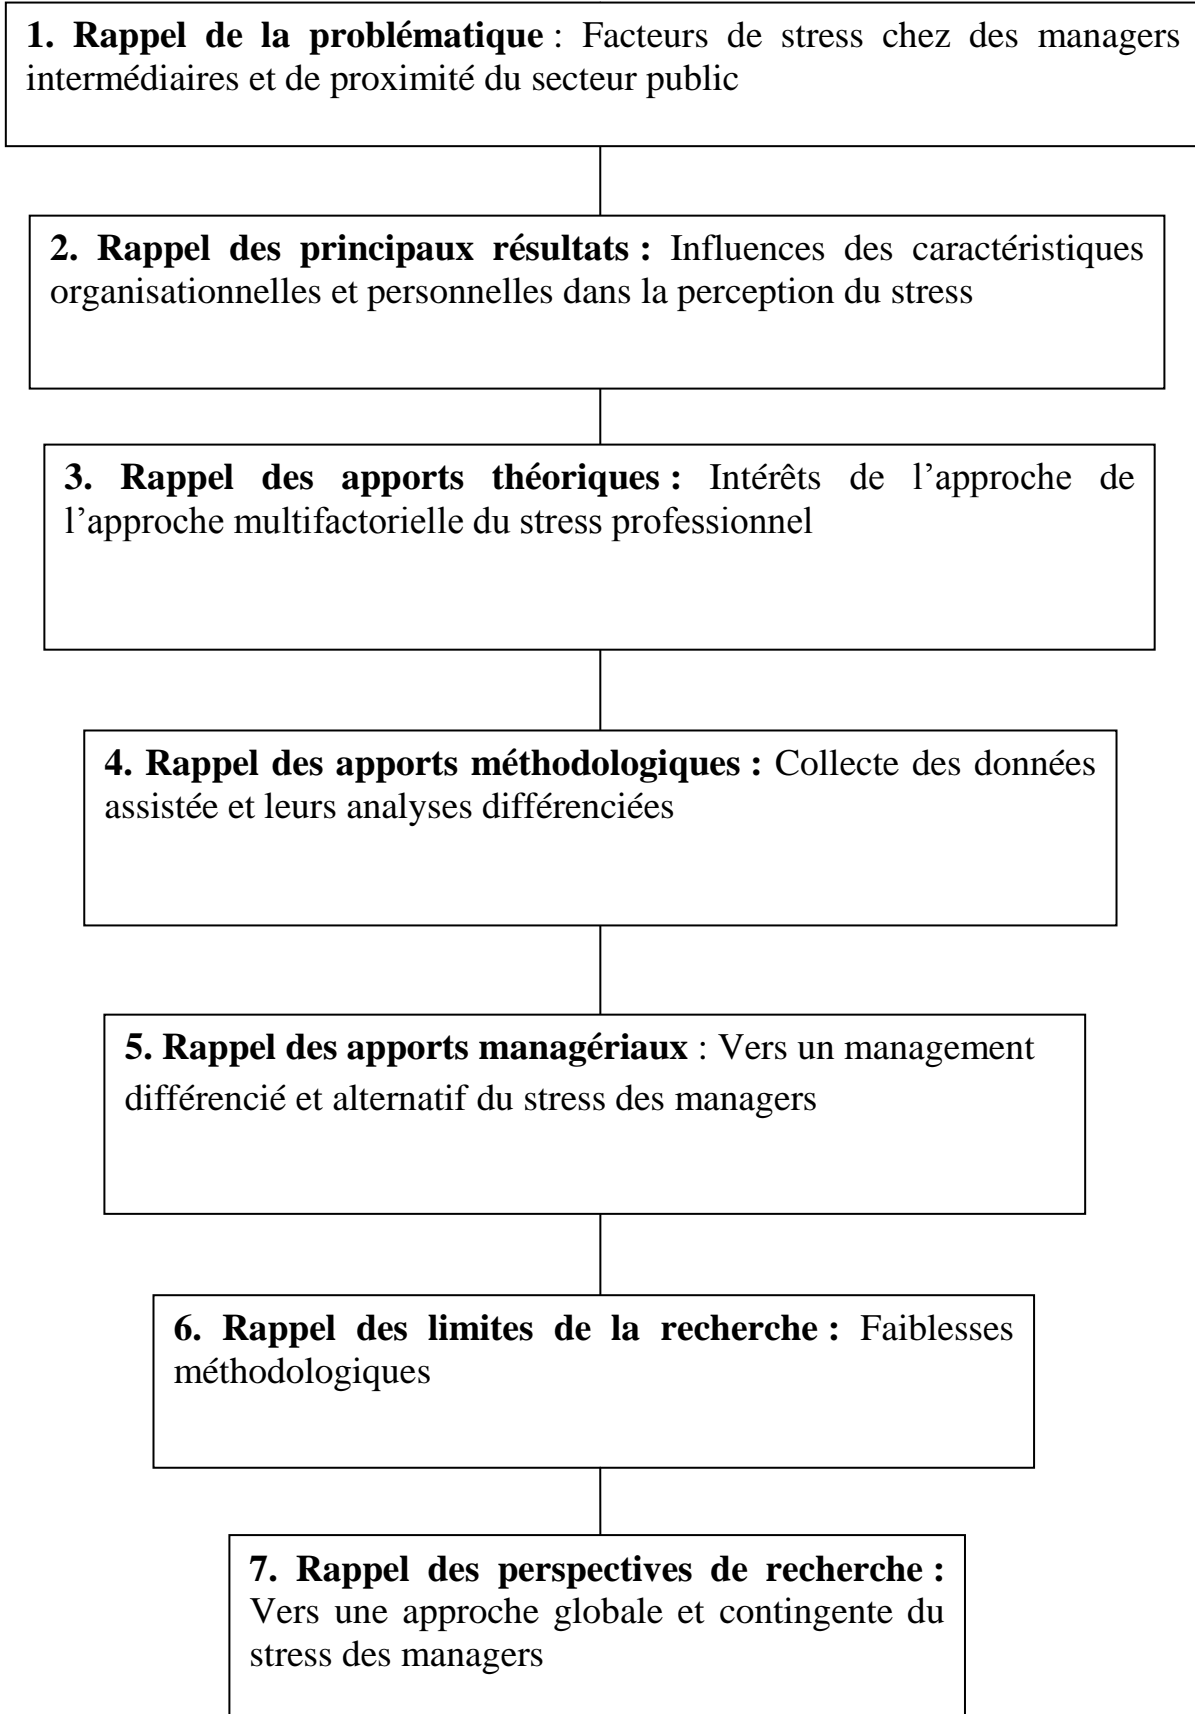 1. Rappel de la problématique : Facteurs de stress chez des managers
intermédiaires et de proximité du secteur public
2. Rappel des principaux résultats : Influences des caractéristiques
organisationnelles et personnelles dans la perception du stress
3. Rappel des apports théoriques : Intérêts de l’approche de
l’approche multifactorielle du stress professionnel
4. Rappel des apports méthodologiques : Collecte des données
assistée et leurs analyses différenciées
5. Rappel des apports managériaux : Vers un management
différencié et alternatif du stress des managers
6. Rappel des limites de la recherche : Faiblesses
méthodologiques
7. Rappel des perspectives de recherche :
Vers une approche globale et contingente du
stress des managers